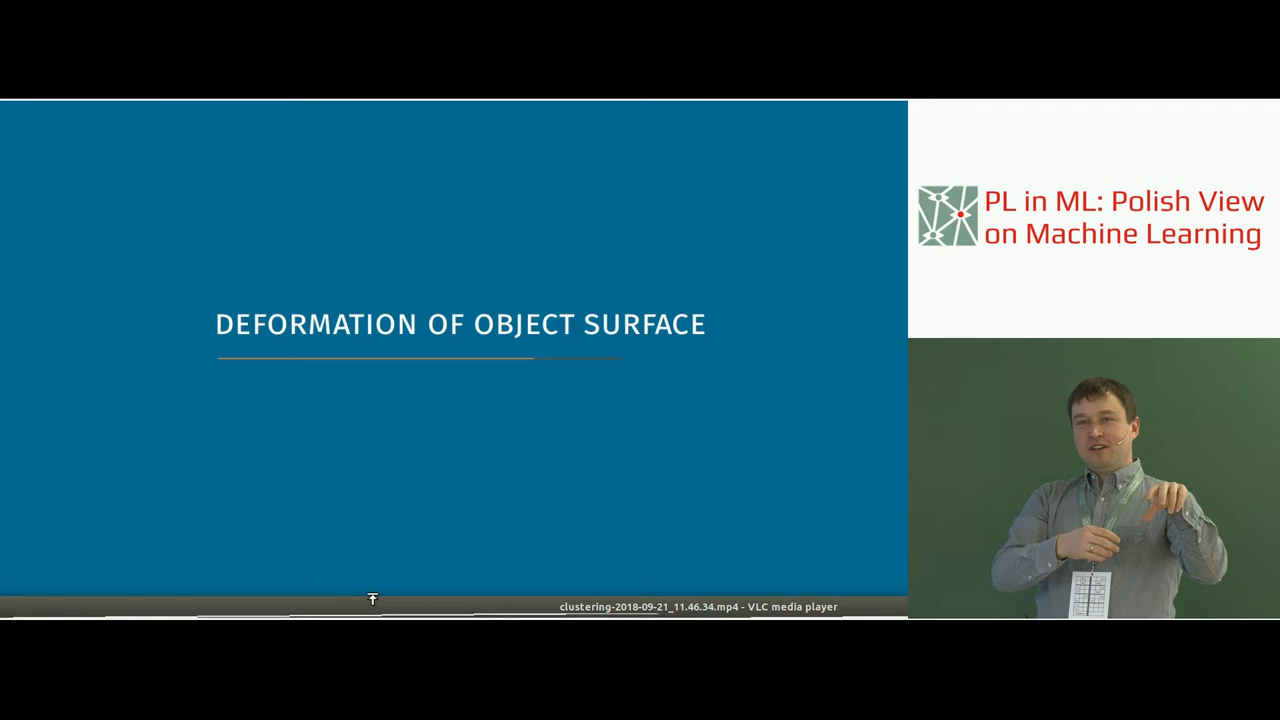 DEFORMATION OF OBJECT SURFACE
PL in ML: Polish View
on Machine Learning
clustering-2018-09-21_11.46.34.mp4 - VLC media player